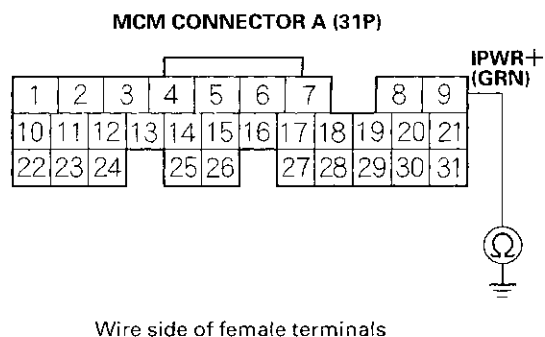 MCM CONNECTOR A (31P)
IPWR+
(GRN)
1 2 3 4 5 6 7 8 9
10 11 12 13 14 15 16 17 18 19 20 21
22 23 24 25 26 27 28 29 30 31
Ω
Wire side of female terminals